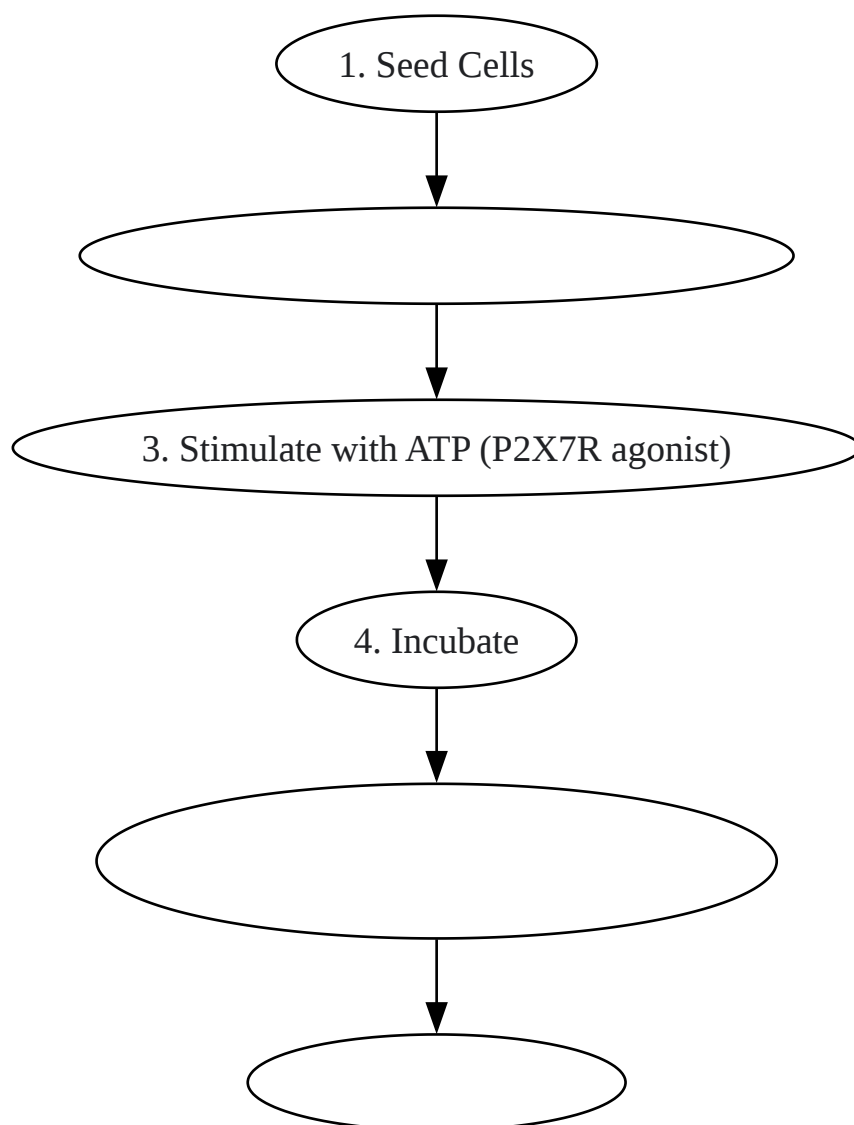 1. Seed Cells
3. Stimulate with ATP (P2X7R agonist)
4. Incubate